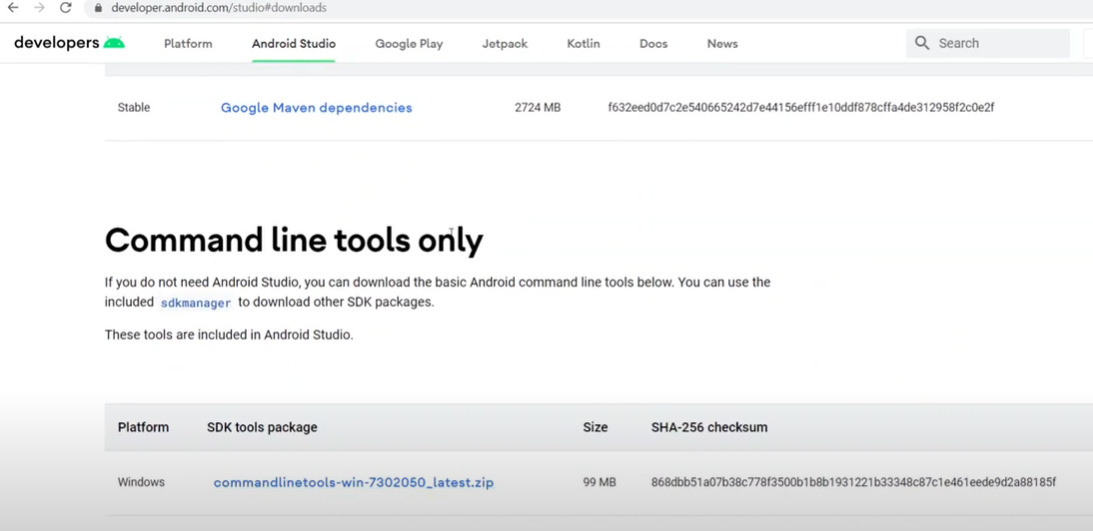 developer.android.com/studio#downloads
developers Platform Android Studio Google Play Jetpack Kotlin Docs News Search
Stable Google Maven dependencies 2724 MB f632eed0d7c2e540665242d7e44156efff1e10ddf878cffa4de312958f2c0e2f
Command line tools only
If you do not need Android Studio, you can download the basic Android command line tools below. You can use the
included sdkmanager to download other SDK packages.
These tools are included in Android Studio.
Platform SDK tools package Size SHA-256 checksum
Windows commandlinetools-win-7302050_latest.zip 99 MB 868dbb51a07b38c778f3500b1b8b1931221b33348c87c1e461eede9d2a88185f